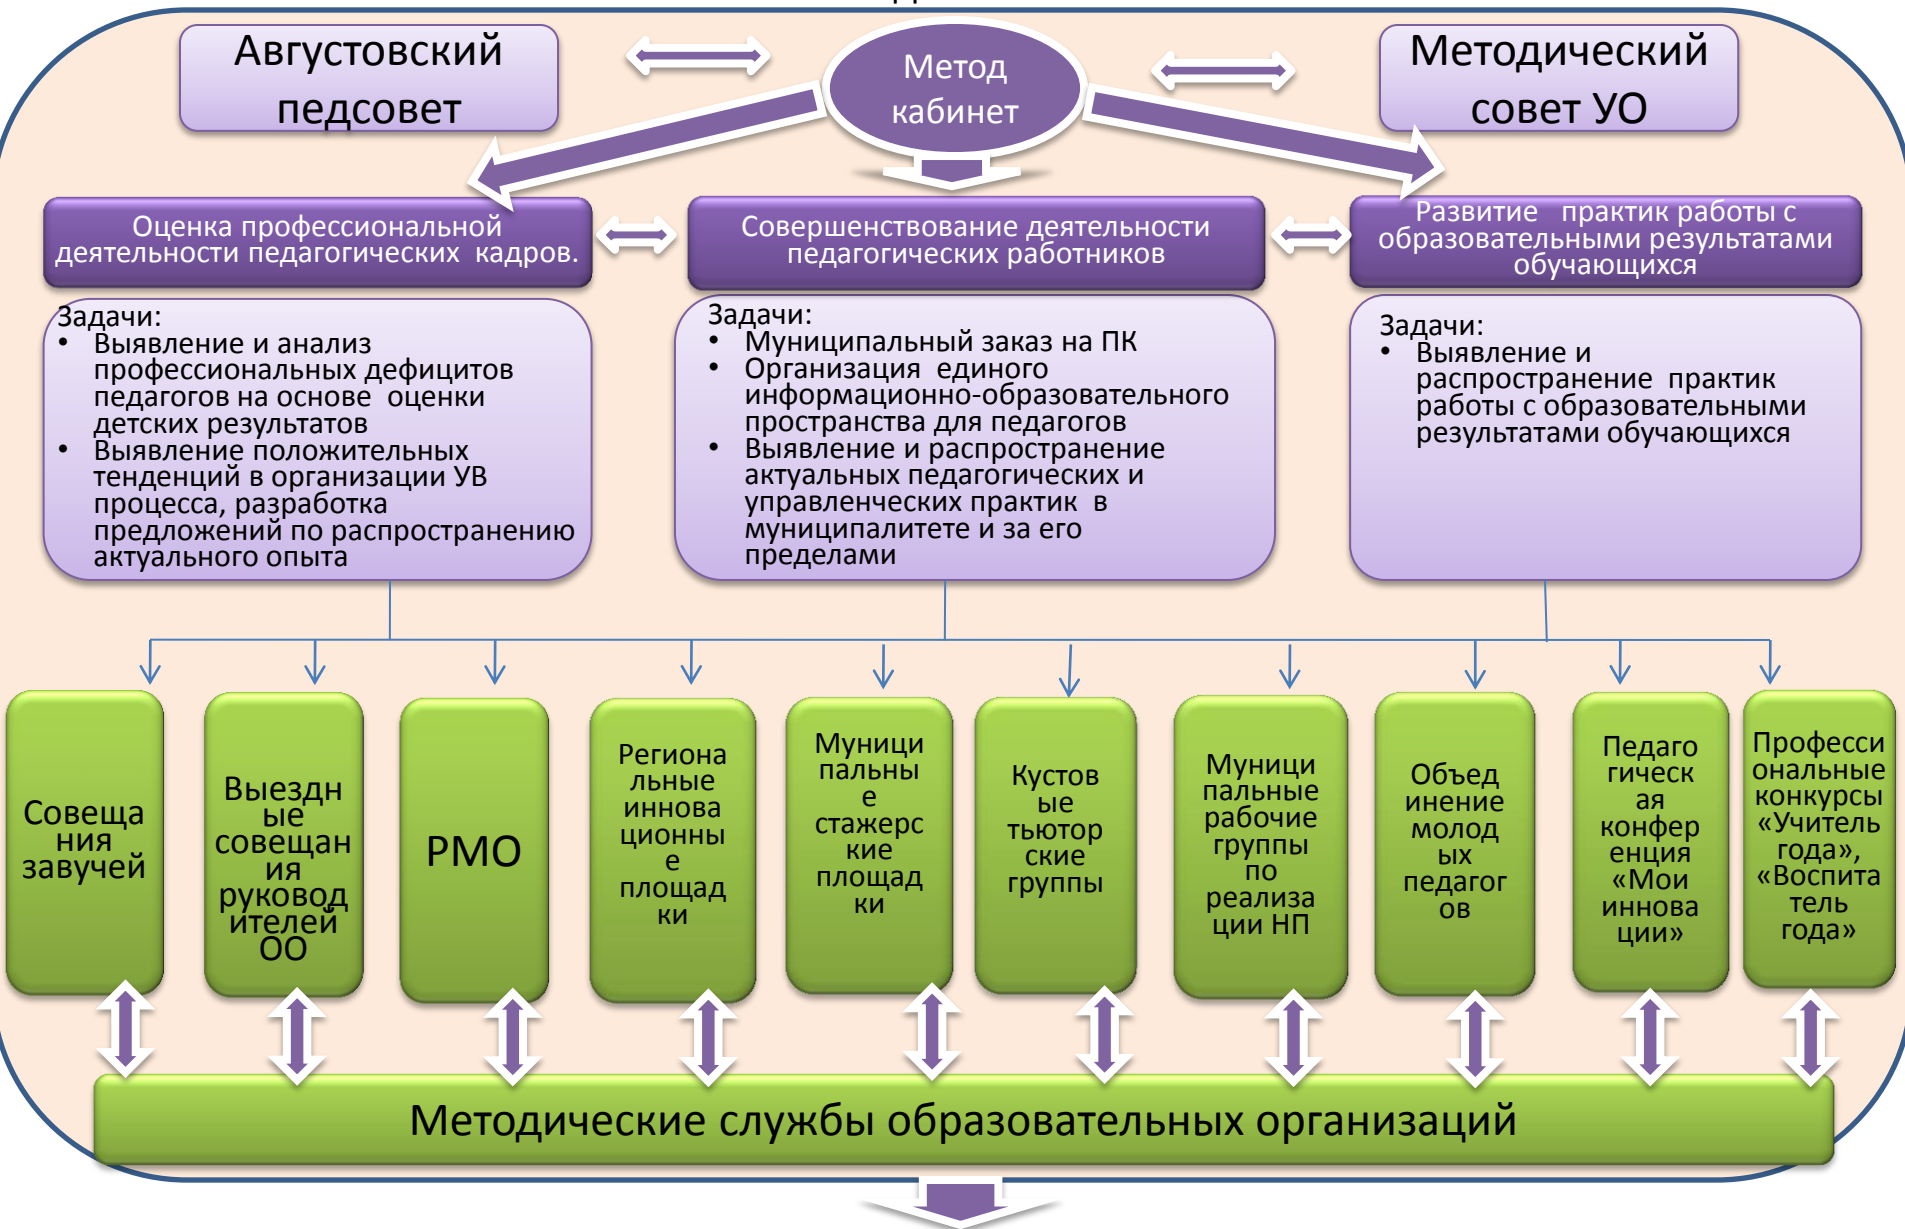 Августовский
педсовет
Метод
кабинет
Методический
совет УО
Оценка профессиональной
деятельности педагогических кадров.
Совершенствование деятельности
педагогических работников
Развитие практик работы с
образовательными результатами
обучающихся
Задачи:
• Выявление и анализ
профессиональных дефицитов
педагогов на основе оценки
детских результатов
• Выявление положительных
тенденций в организации УВ
процесса, разработка
предложений по распространению
актуального опыта
Задачи:
• Муниципальный заказ на ПК
• Организация единого
информационно-образовательного
пространства для педагогов
• Выявление и распространение
актуальных педагогических и
управленческих практик в
муниципалитете и за его
пределами
Задачи:
• Выявление и
распространение практик
работы с образовательными
результатами обучающихся
Совеща
ния
завучей
Выездн
ые
совещан
ия
руковод
ителей
ОО
РМО
Региона
льные
иннова
ционны
е
площад
ки
Муници
пальны
е
стажерс
кие
площад
ки
Кустов
ые
тьютор
ские
группы
Муници
пальные
рабочие
группы
по
реализа
ции НП
Объед
инение
молод
ых
педагог
ов
Педаго
гическ
ая
конфер
енция
«Мои
иннова
ции»
Професси
ональные
конкурсы
«Учитель
года»,
«Воспита
тель
года»
Методические службы образовательных организаций